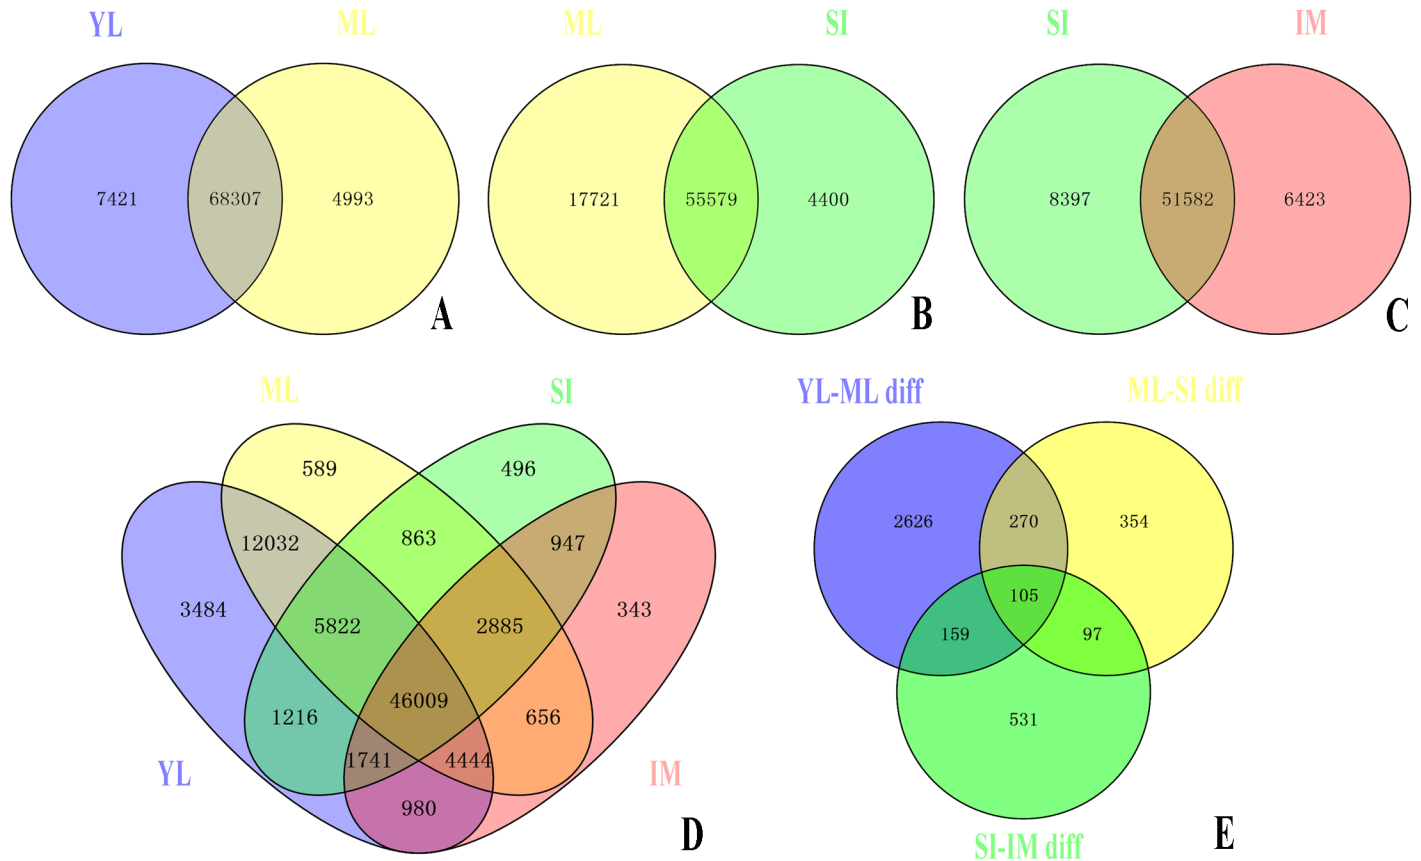 YL ML ML SI SI IM
7421 68307 4993 17721 55579 4400 8397 51582 6423
A B C
ML SI YL-ML diff ML-SI diff
589 496
12032 863 947 2626 270 354
3484 5822 2885 343 105
159 97
1216 46009 656 531
1741 4444
YL IM
980
D E
SI-IM diff